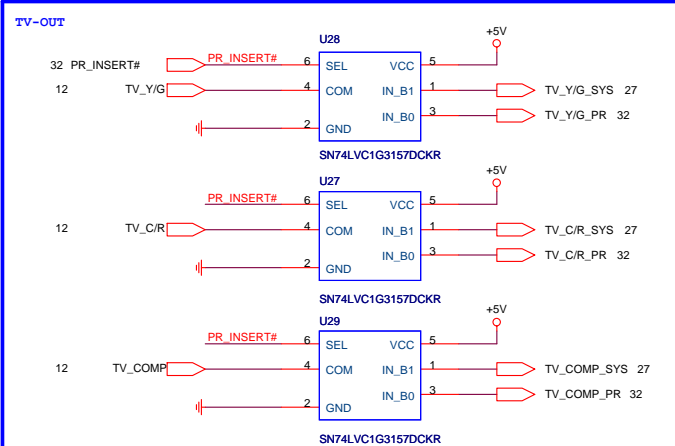 TV-OUT
U28
+5V
32 PR_INSERT# PR_INSERT# 6 SEL VCC 5
12 TV_Y/G 4 COM IN_B1 1 TV_Y/G_SYS 27
IN_B0 3 TV_Y/G_PR 32
2 GND
SN74LVC1G3157DCKR
U27
+5V
PR_INSERT# 6 SEL VCC 5
12 TV_C/R 4 COM IN_B1 1 TV_C/R_SYS 27
IN_B0 3 TV_C/R_PR 32
2 GND
SN74LVC1G3157DCKR
U29
+5V
PR_INSERT# 6 SEL VCC 5
12 TV_COMP 4 COM IN_B1 1 TV_COMP_SYS 27
IN_B0 3 TV_COMP_PR 32
2 GND
SN74LVC1G3157DCKR